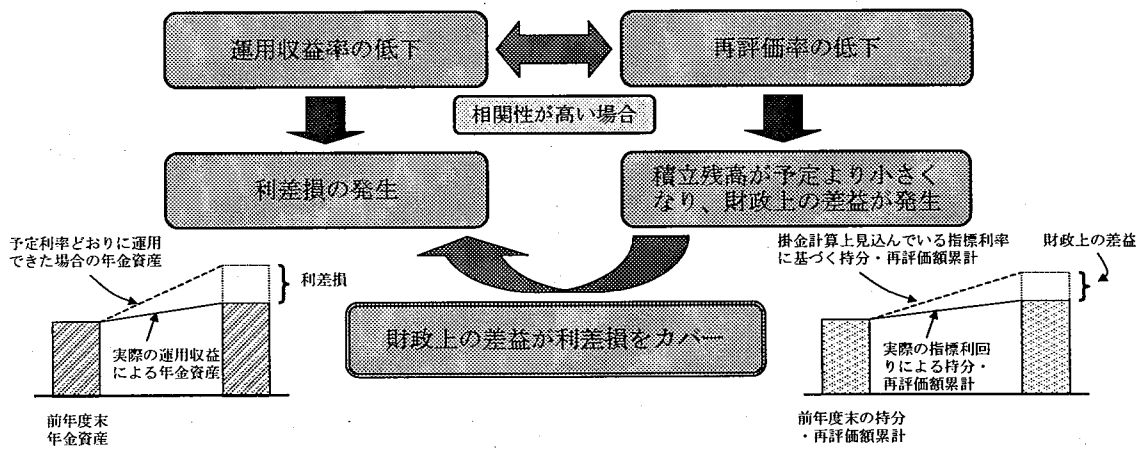 運用収益率の低下
再評価率の低下
相関性が高い場合
利差損の発生
積立残高が予定より小さく
なり、財政上の差益が発生
予定利率どおりに運用
できた場合の年金資産
利差損
実際の運用収益
による年金資産
前年度末
年金資産
財政上の差益が利差損をカバー
掛金計算上見込んでいる指標利率
に基づく持分・再評価額累計
財政上の差益
実際の指標利回
りによる持分・
再評価額累計
前年度末の持分
・再評価額累計